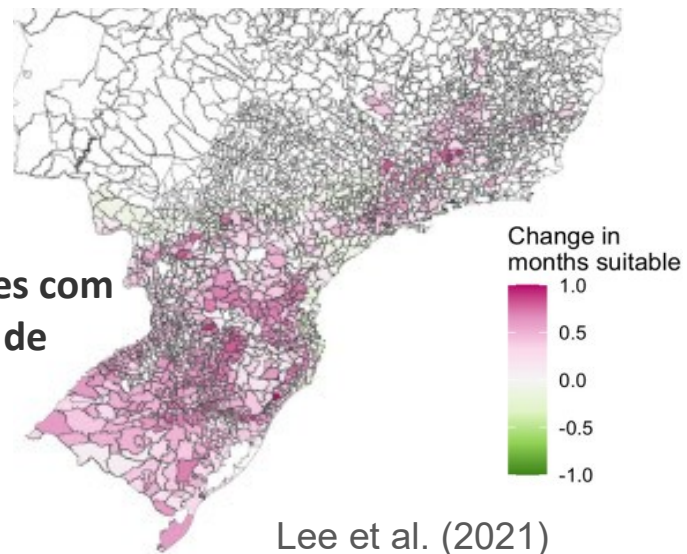 es com
de
Change in
months suitable
1.0
0.5
0.0
-0.5
-1.0
Lee et al. (2021)